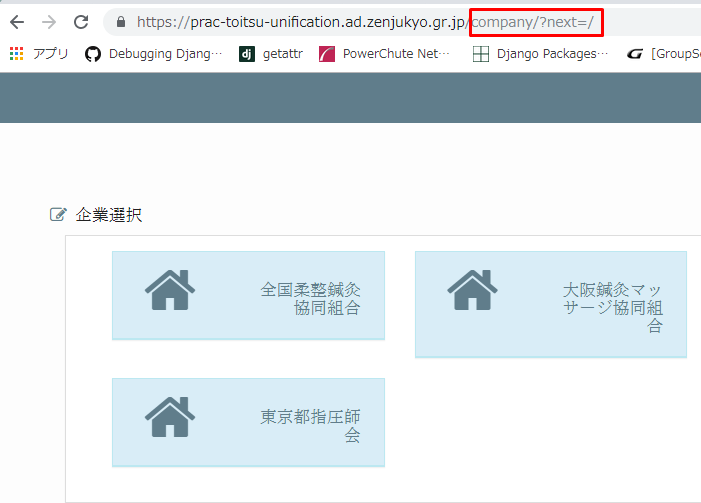 https://prac-toitsu-unification.ad.zenjukyo.gr.jp/company/?next=/
アプリ Debugging Djang… dj getattr PowerChute Net… Django Packages… G [GroupSe
企業選択
全国柔整鍼灸
協同組合
大阪鍼灸マッ
サージ協同組
合
東京都指圧師
会